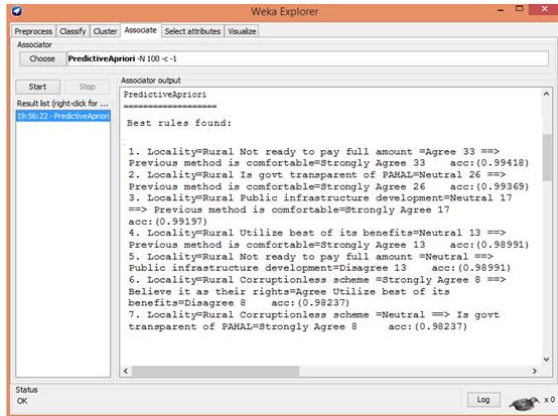 Weka Explorer
Preprocess Classify Cluster Associate Select attributes Visualize
Associator
Choose PredictiveApriori -N 100 -c -1
Start Stop
Result list (right-click for ...
19:56:22 - PredictiveApriori
Associator output
PredictiveApriori
===================
Best rules found:
1. Locality=Rural Not ready to pay full amount =Agree 33 ==>
Previous method is comfortable=Strongly Agree 33 acc:(0.99418)
2. Locality=Rural Is govt transparent of PAHAL=Neutral 26 ==>
Previous method is comfortable=Strongly Agree 26 acc:(0.99369)
3. Locality=Rural Public infrastructure development=Neutral 17
==> Previous method is comfortable=Strongly Agree 17
acc:(0.99197)
4. Locality=Rural Utilize best of its benefits=Neutral 13 ==>
Previous method is comfortable=Strongly Agree 13 acc:(0.98991)
5. Locality=Rural Not ready to pay full amount =Neutral ==>
Public infrastructure development=Disagree 13 acc:(0.98991)
6. Locality=Rural Corruptionless scheme =Strongly Agree 8 ==>
Believe it as their rights=Agree Utilize best of its
benefits=Disagree 8 acc:(0.98237)
7. Locality=Rural Corruptionless scheme =Neutral ==> Is govt
transparent of PAHAL=Strongly Agree 8 acc:(0.98237)
Status
OK
Log
x 0